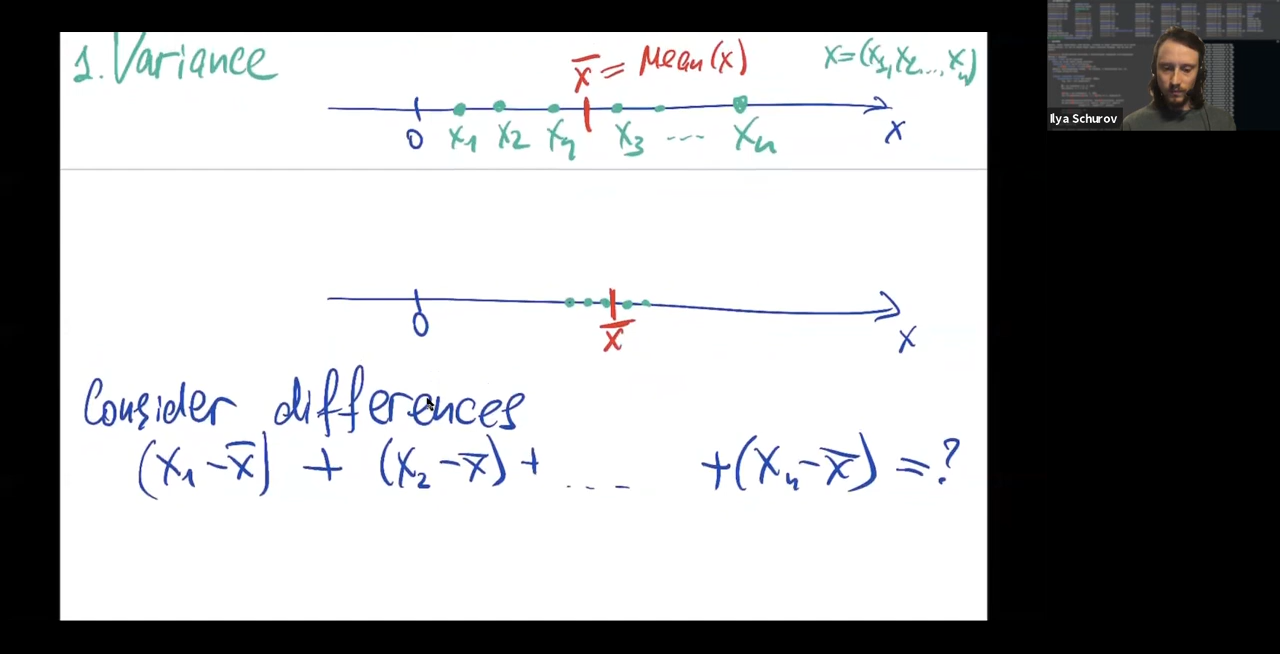 1. Variance x̄ = Mean(x) x=(x₁,x₂...,xₙ)
0 x₁ x₂ x₄ x₃ --- xₙ x
0 x̄ x
Consider differences
(x₁-x̄) + (x₂-x̄) + ... +(xₙ-x̄) = ?
Ilya Schurov